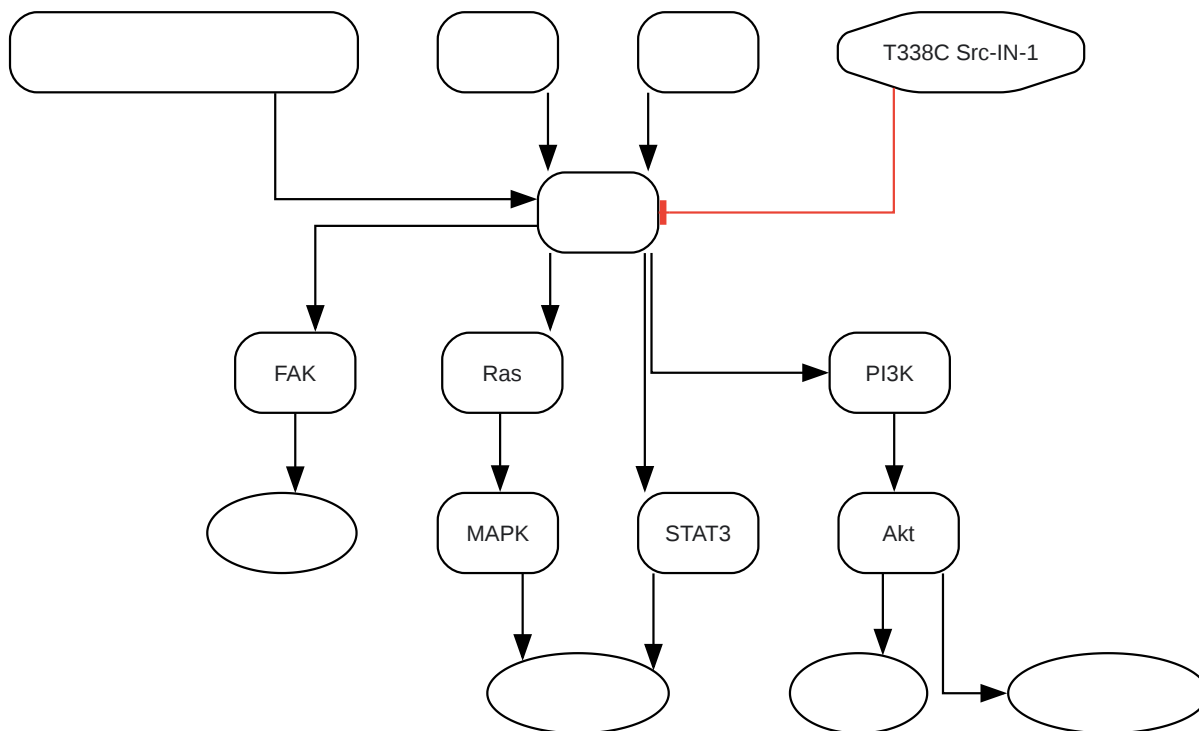 T338C Src-IN-1
FAK
Ras
PI3K
MAPK
STAT3
Akt